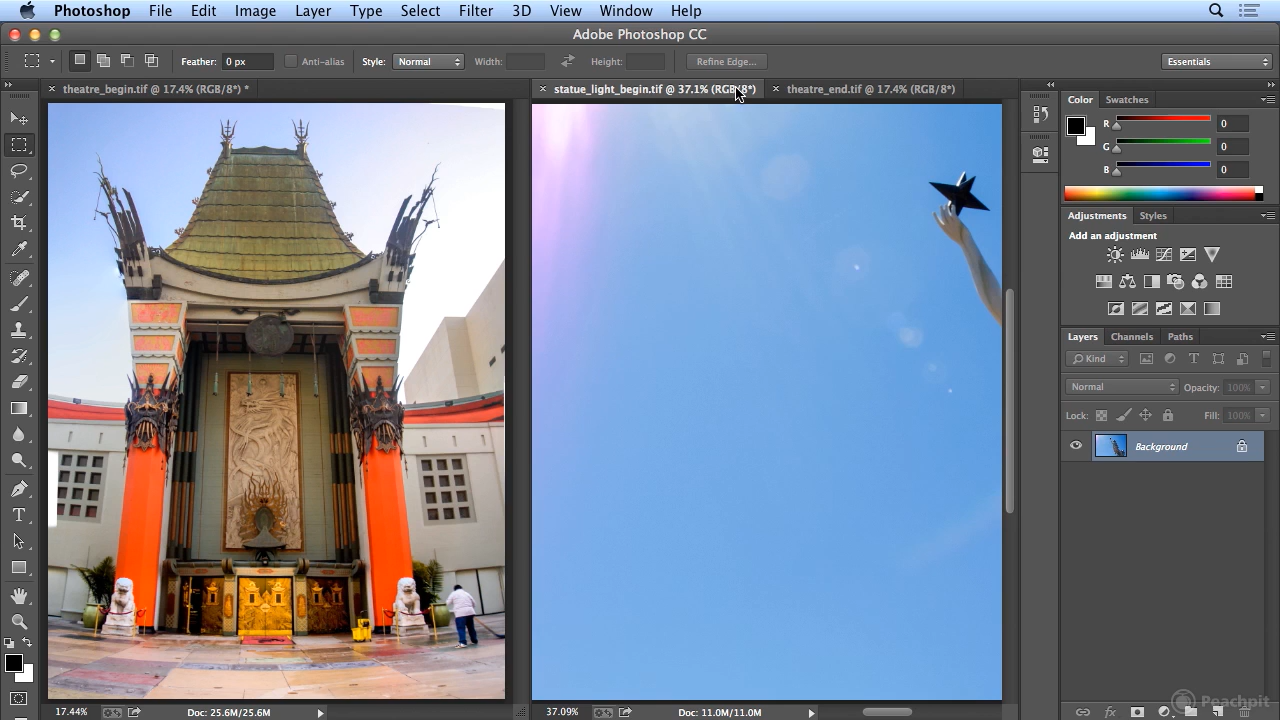 Photoshop File Edit Image Layer Type Select Filter 3D View Window Help
Adobe Photoshop CC
Feather: 0 px Anti-alias Style: Normal Width: Height: Refine Edge... Essentials
theatre_begin.tif @ 17.4% (RGB/8*) *
statue_light_begin.tif @ 37.1% (RGB/8*)
theatre_end.tif @ 17.4% (RGB/8*)
Color Swatches
R 0
G 0
B 0
Adjustments Styles
Add an adjustment
Layers Channels Paths
Kind
Normal Opacity: 100%
Lock: Fill: 100%
Background
17.44% Doc: 25.6M/25.6M
37.09% Doc: 11.0M/11.0M
Peachpit